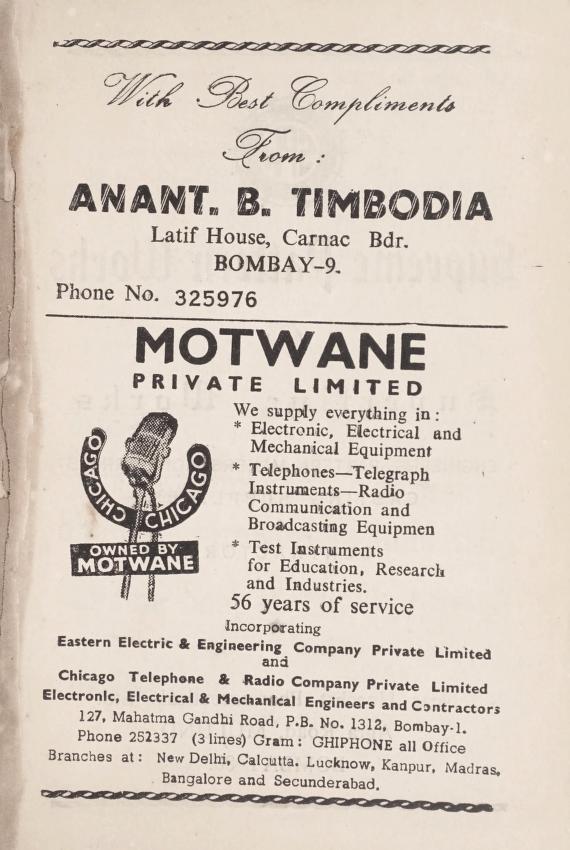 With Best Compliments
From :
ANANT. B. TIMBODIA
Latif House, Carnac Bdr.
BOMBAY-9.
Phone No. 325976
MOTWANE
PRIVATE LIMITED
CHICAGO CHICAGO
OWNED BY
MOTWANE
We supply everything in :
* Electronic, Electrical and
Mechanical Equipment
* Telephones—Telegraph
Instruments—Radio
Communication and
Broadcasting Equipmen
* Test Instruments
for Education, Research
and Industries.
56 years of service
Incorporating
Eastern Electric & Engineering Company Private Limited
and
Chicago Telephone & Radio Company Private Limited
Electronic, Electrical & Mechanical Engineers and Contractors
127, Mahatma Gandhi Road, P.B. No. 1312, Bombay-1.
Phone 252337 (3 lines) Gram : GHIPHONE all Office
Branches at : New Delhi, Calcutta. Lucknow, Kanpur, Madras,
Bangalore and Secunderabad.